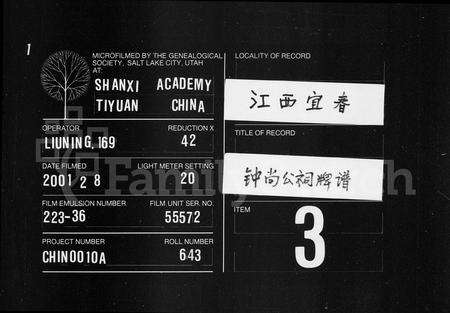 1
MICROFILMED BY THE GENEALOGICAL
SOCIETY, SALT LAKE CITY, UTAH
AT:
SHANXI ACADEMY
TIYUAN CHINA
OPERATOR REDUCTION X
LIUNING, 169 42
DATE FILMED LIGHT METER SETTING
2001 2 8 20
FILM EMULSION NUMBER FILM UNIT SER. NO.
223-36 55572
PROJECT NUMBER ROLL NUMBER
CHIN0010A 643
LOCALITY OF RECORD
江西宜春
TITLE OF RECORD
钟尚公祠牌谱
ITEM
3
FamilySearch